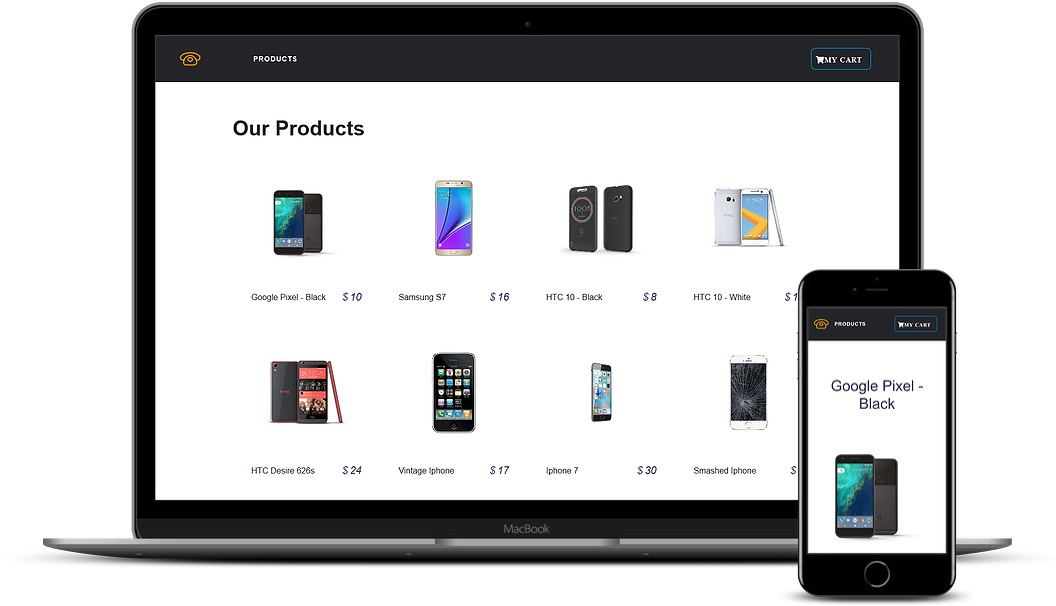 PRODUCTS
MY CART
Our Products
Google Pixel - Black
$ 10
Samsung S7
$ 16
HTC 10 - Black
$ 8
HTC 10 - White
$ 1
HTC Desire 626s
$ 24
Vintage Iphone
$ 17
Iphone 7
$ 30
Smashed Iphone
$
MacBook
PRODUCTS
MY CART
Google Pixel -
Black